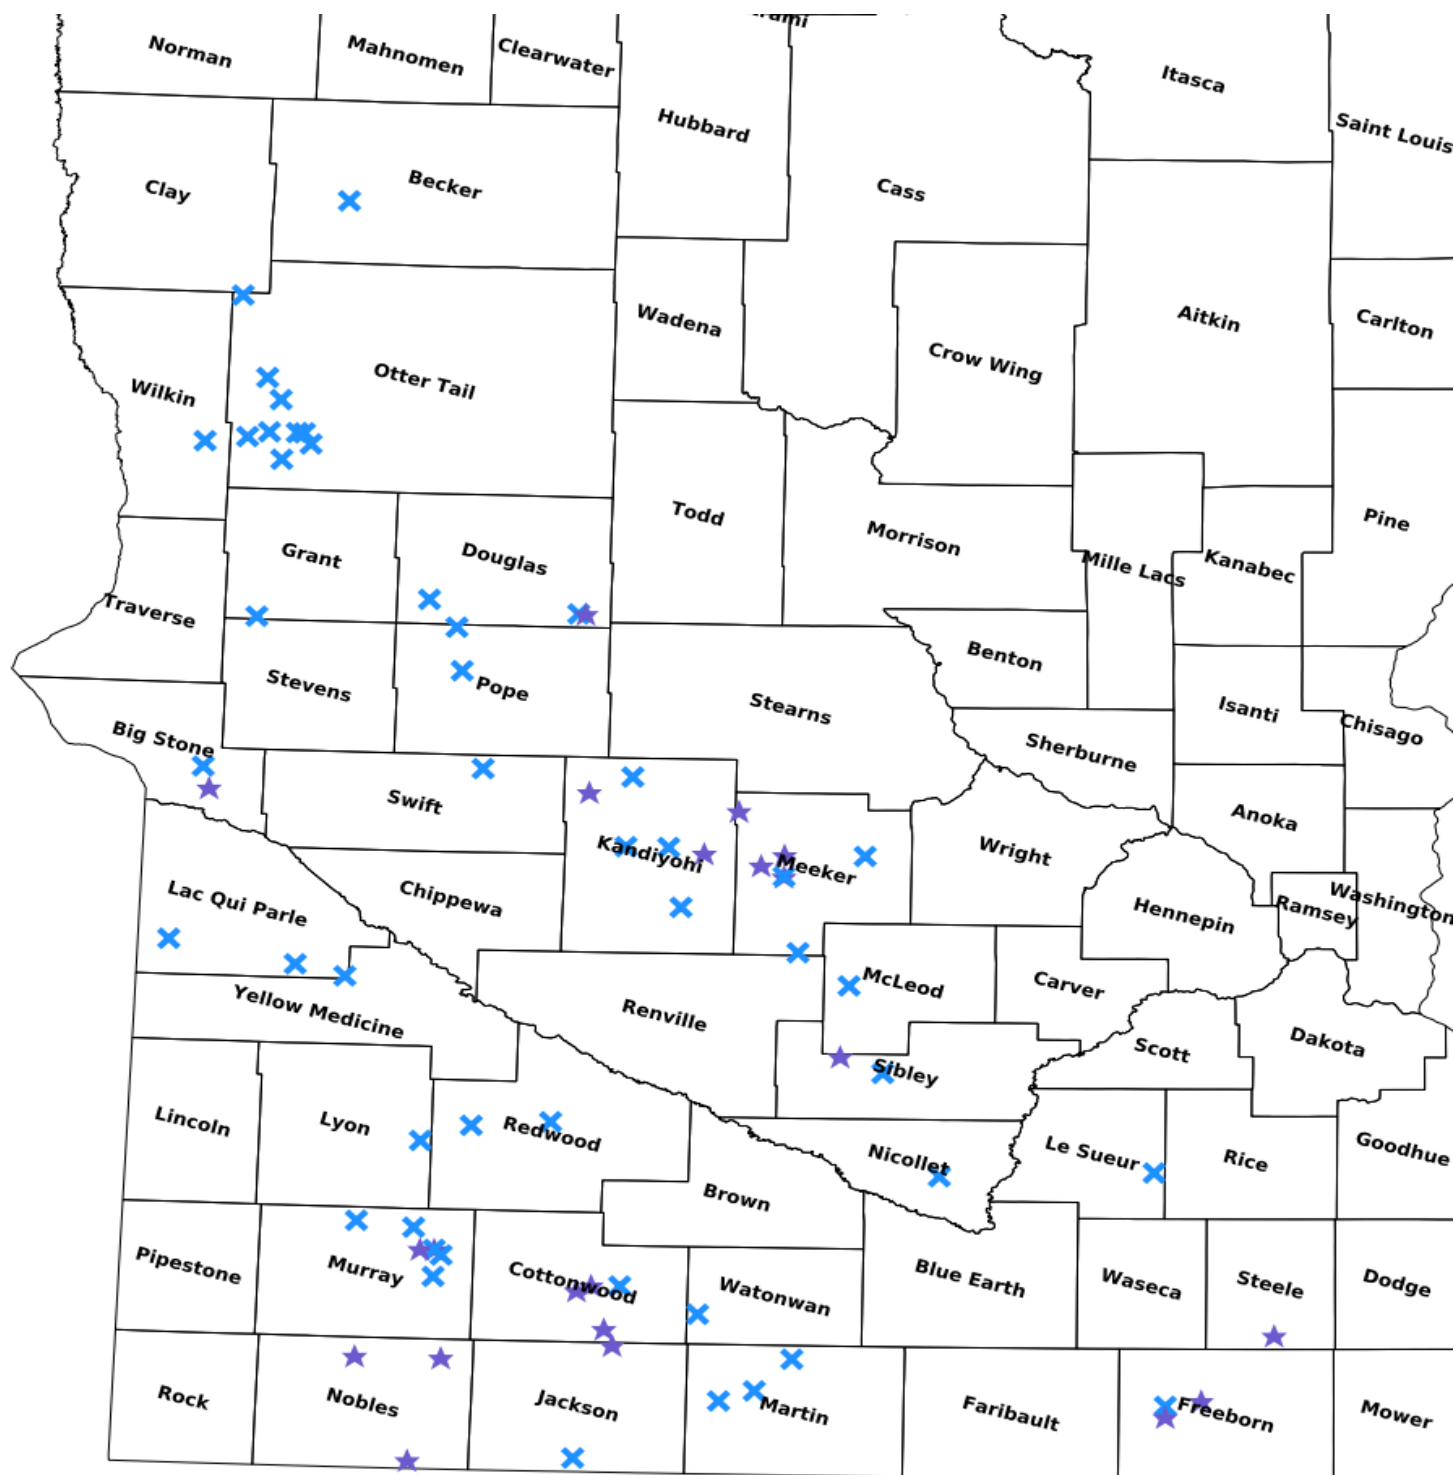 Norman
Mahnomen
Clearwater
Itasca
Hubbard
Saint Louis
Clay
Becker
Cass
Wadena
Aitkin
Carlton
Crow Wing
Wilkin
Otter Tail
Todd
Morrison
Pine
Grant
Douglas
Mille Lacs
Kanabec
Traverse
Benton
Stevens
Pope
Stearns
Isanti
Chisago
Big Stone
Sherburne
Swift
Anoka
Kandiyohi
Meeker
Wright
Lac Qui Parle
Chippewa
Hennepin
Ramsey
Washington
Yellow Medicine
Renville
McLeod
Carver
Scott
Dakota
Sibley
Lincoln
Lyon
Redwood
Nicollet
Le Sueur
Rice
Goodhue
Brown
Pipestone
Murray
Cottonwood
Watonwan
Blue Earth
Waseca
Steele
Dodge
Rock
Nobles
Jackson
Martin
Faribault
Freeborn
Mower